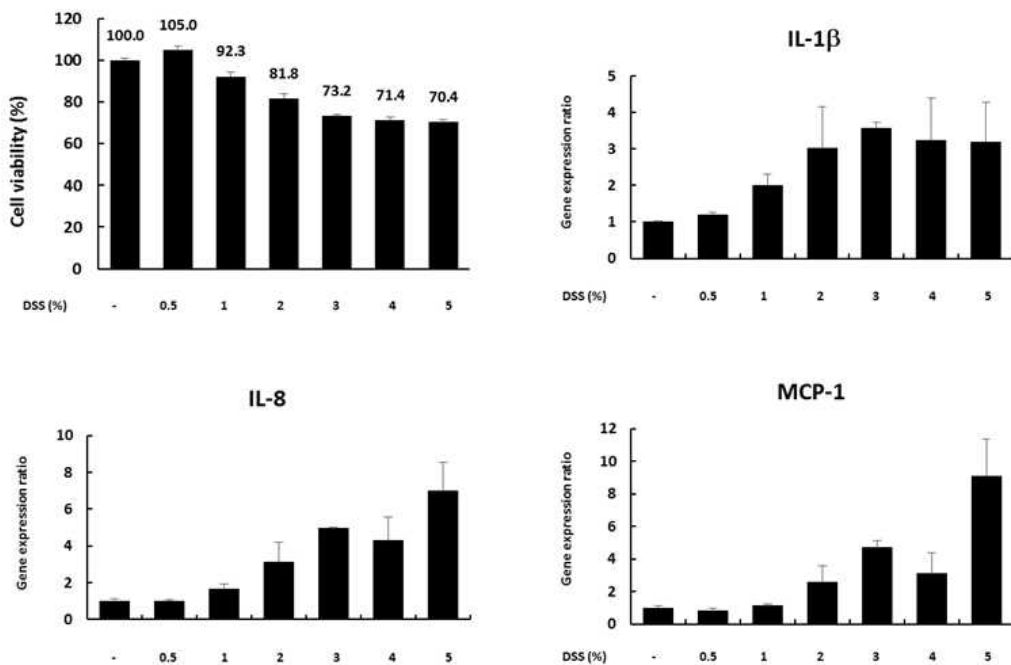 120
100
80
60
40
20
0
Cell viability (%)
100.0 105.0 92.3 81.8 73.2 71.4 70.4
DSS (%) - 0.5 1 2 3 4 5
IL-1β
5
4
3
2
1
0
Gene expression ratio
DSS (%) - 0.5 1 2 3 4 5
IL-8
10
8
6
4
2
0
Gene expression ratio
DSS (%) - 0.5 1 2 3 4 5
MCP-1
12
10
8
6
4
2
0
Gene expression ratio
DSS (%) - 0.5 1 2 3 4 5